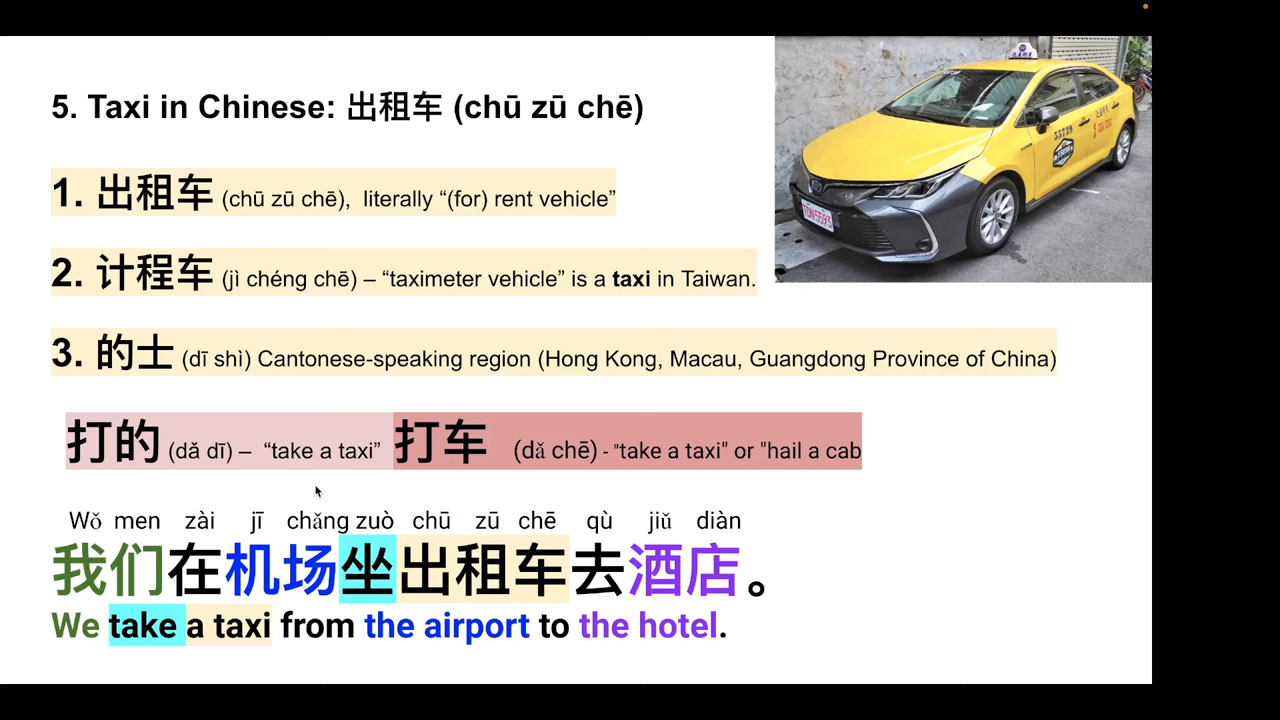 5. Taxi in Chinese: 出租车 (chū zū chē)
1. 出租车 (chū zū chē),  literally “(for) rent vehicle”
2. 计程车 (jì chéng chē) – “taximeter vehicle” is a taxi in Taiwan.
3. 的士 (dī shì) Cantonese-speaking region (Hong Kong, Macau, Guangdong Province of China)
打的 (dǎ dī) – “take a taxi” 打车 (dǎ chē) - "take a taxi" or "hail a cab
Wǒ men zài jī chǎng zuò chū zū chē qù jiǔ diàn
我们在机场坐出租车去酒店。
We take a taxi from the airport to the hotel.
55739